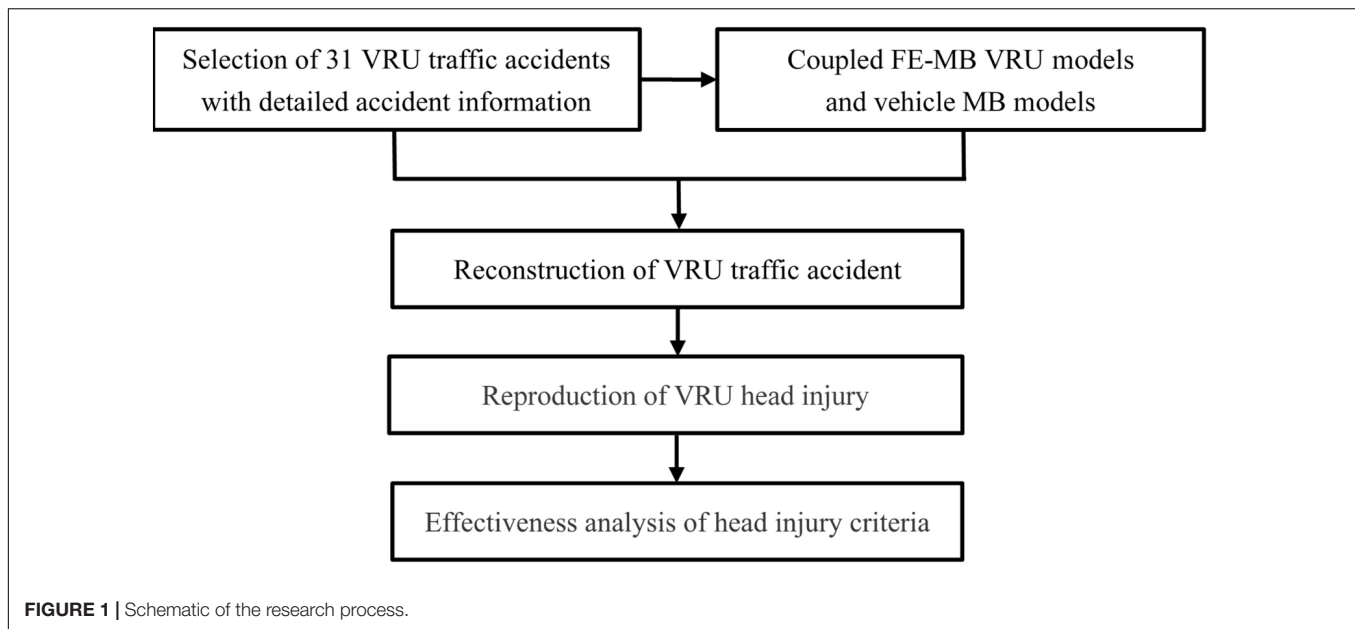 Selection of 31 VRU traffic accidents
with detailed accident information
Coupled FE-MB VRU models
and vehicle MB models
Reconstruction of VRU traffic accident
Reproduction of VRU head injury
Effectiveness analysis of head injury criteria
FIGURE 1 | Schematic of the research process.